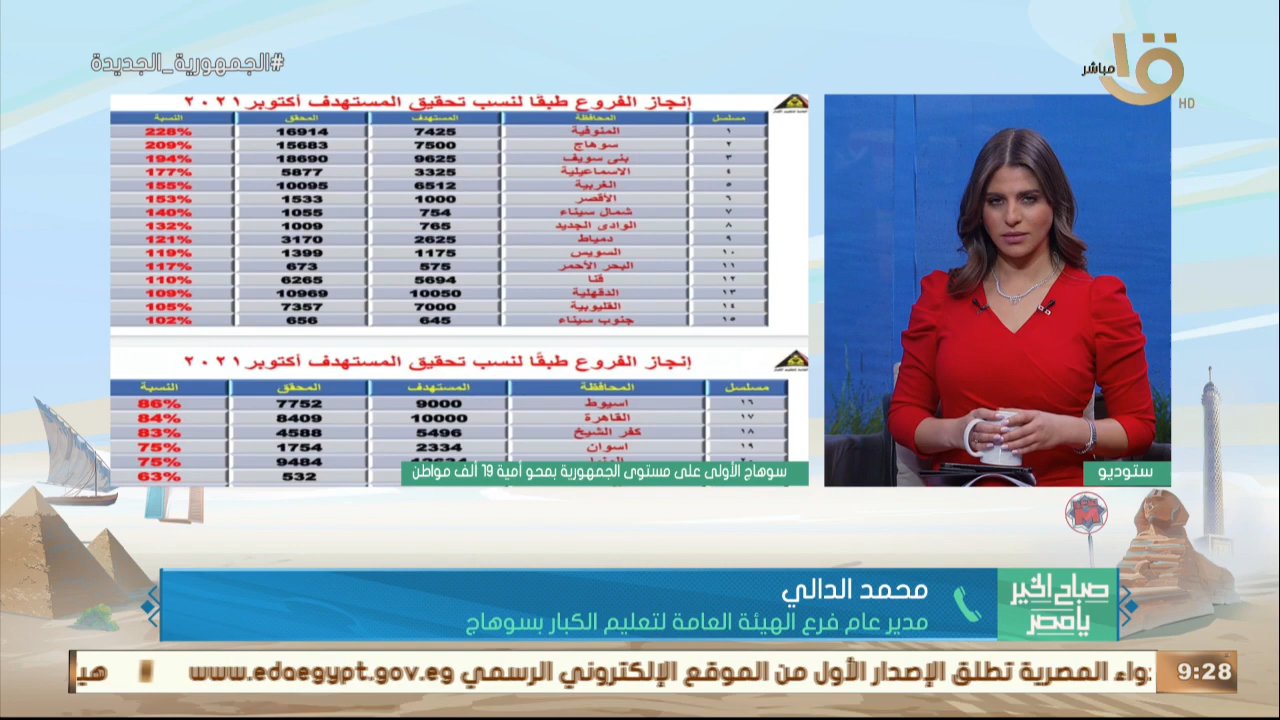 #الجمهورية_الجديدة
مباشر
HD
إنجاز الفروع طبقا لنسب تحقيق المستهدف أكتوبر ٢٠٢١
مسلسل المحافظة المستهدف المحقق النسبة
١ المنوفية 7425 16914 228%
٢ سوهاج 7500 15683 209%
٣ بنى سويف 9625 18690 194%
٤ الاسماعيلية 3325 5877 177%
٥ الغربية 6512 10095 155%
٦ الأقصر 1000 1533 153%
٧ شمال سيناء 754 1055 140%
٨ الوادى الجديد 765 1009 132%
٩ دمياط 2625 3170 121%
١٠ السويس 1175 1399 119%
١١ البحر الأحمر 575 673 117%
١٢ قنا 5694 6265 110%
١٣ الدقهلية 10050 10969 109%
١٤ القليوبية 7000 7357 105%
١٥ جنوب سيناء 645 656 102%
إنجاز الفروع طبقًا لنسب تحقيق المستهدف أكتوبر ٢٠٢١
مسلسل المحافظة المستهدف المحقق النسبة
١٦ اسيوط 9000 7752 86%
١٧ القاهرة 10000 8409 84%
١٨ كفر الشيخ 5496 4588 83%
١٩ اسوان 2334 1754 75%
9484 75%
532 63%
سوهاج الأولى على مستوى الجمهورية بمحو أمية 19 ألف مواطن
ستوديو
صباح الخير يا مصر
محمد الدالي
مدير عام فرع الهيئة العامة لتعليم الكبار بسوهاج
9:28 دواء المصرية تطلق الإصدار الأول من الموقع الإلكتروني الرسمي www.edaegypt.gov.eg هيـ